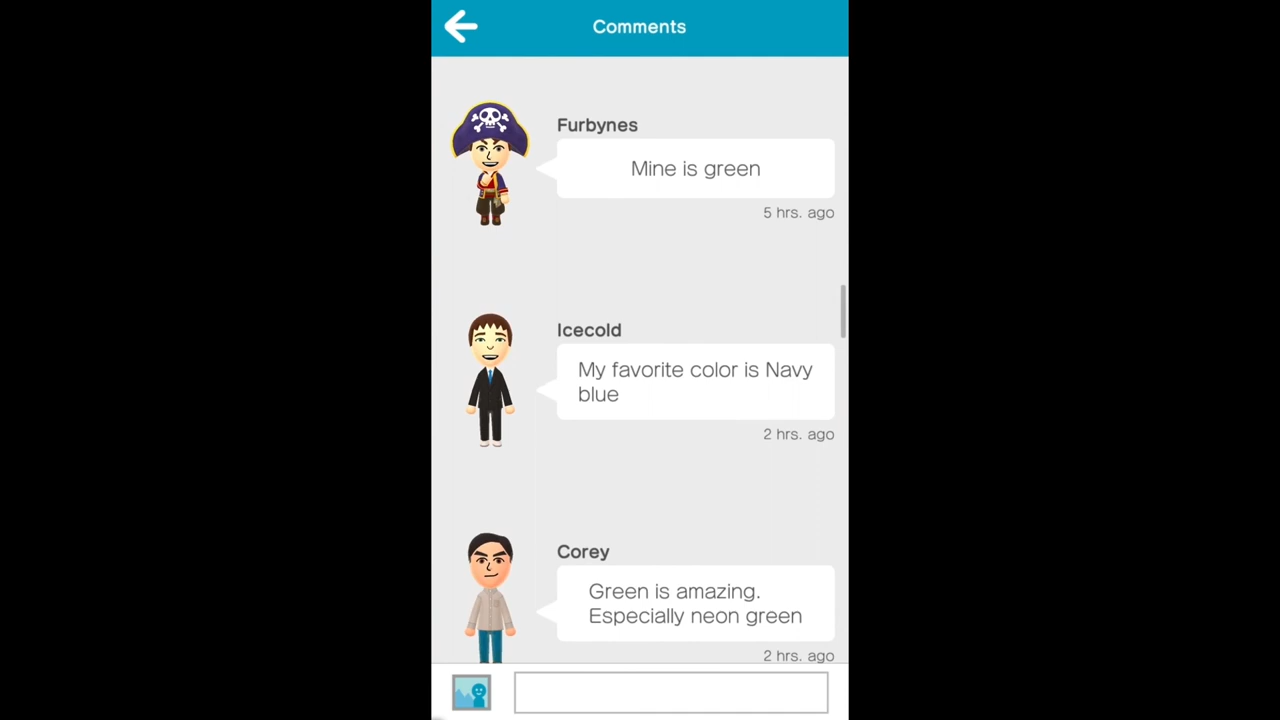 Comments
Furbynes
Mine is green
5 hrs. ago
Icecold
My favorite color is Navy
blue
2 hrs. ago
Corey
Green is amazing.
Especially neon green
2 hrs. ago